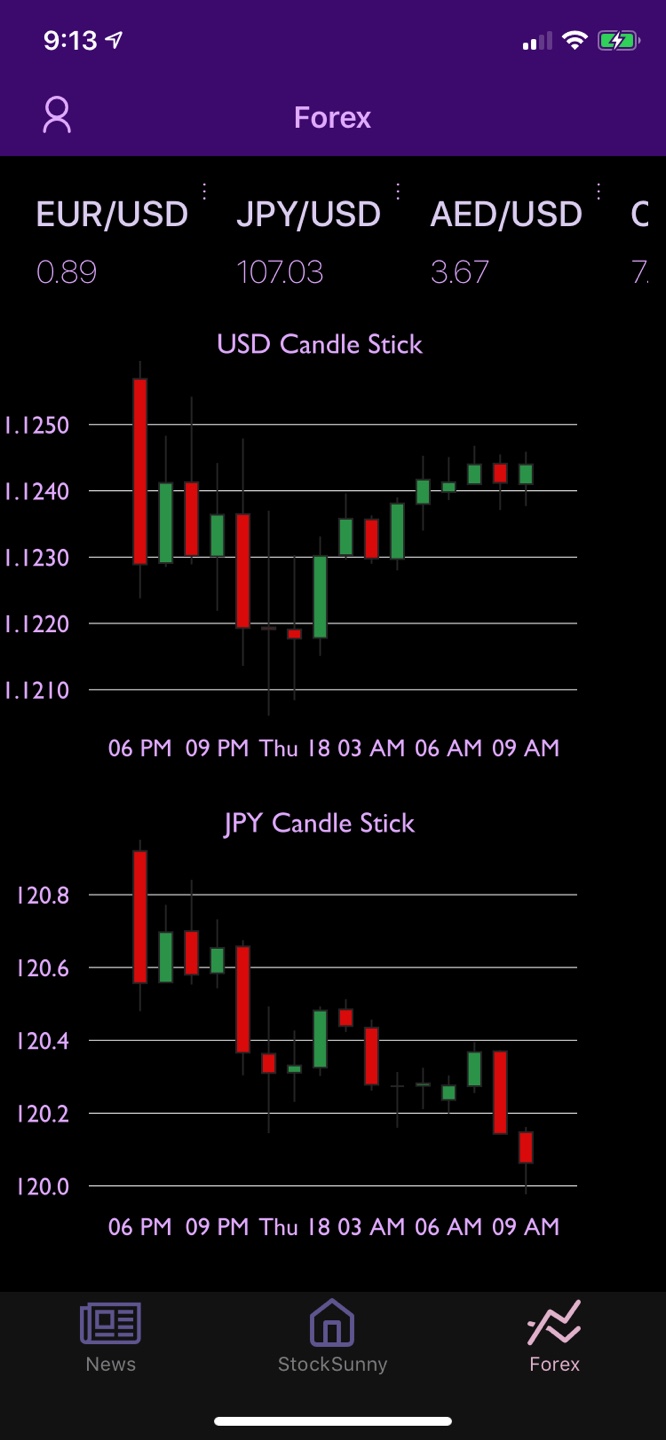 9:13
Forex
EUR/USD JPY/USD AED/USD C
0.89 107.03 3.67 7.
USD Candle Stick
1.1250
1.1240
1.1230
1.1220
1.1210
06 PM 09 PM Thu 18 03 AM 06 AM 09 AM
JPY Candle Stick
120.8
120.6
120.4
120.2
120.0
06 PM 09 PM Thu 18 03 AM 06 AM 09 AM
News StockSunny Forex